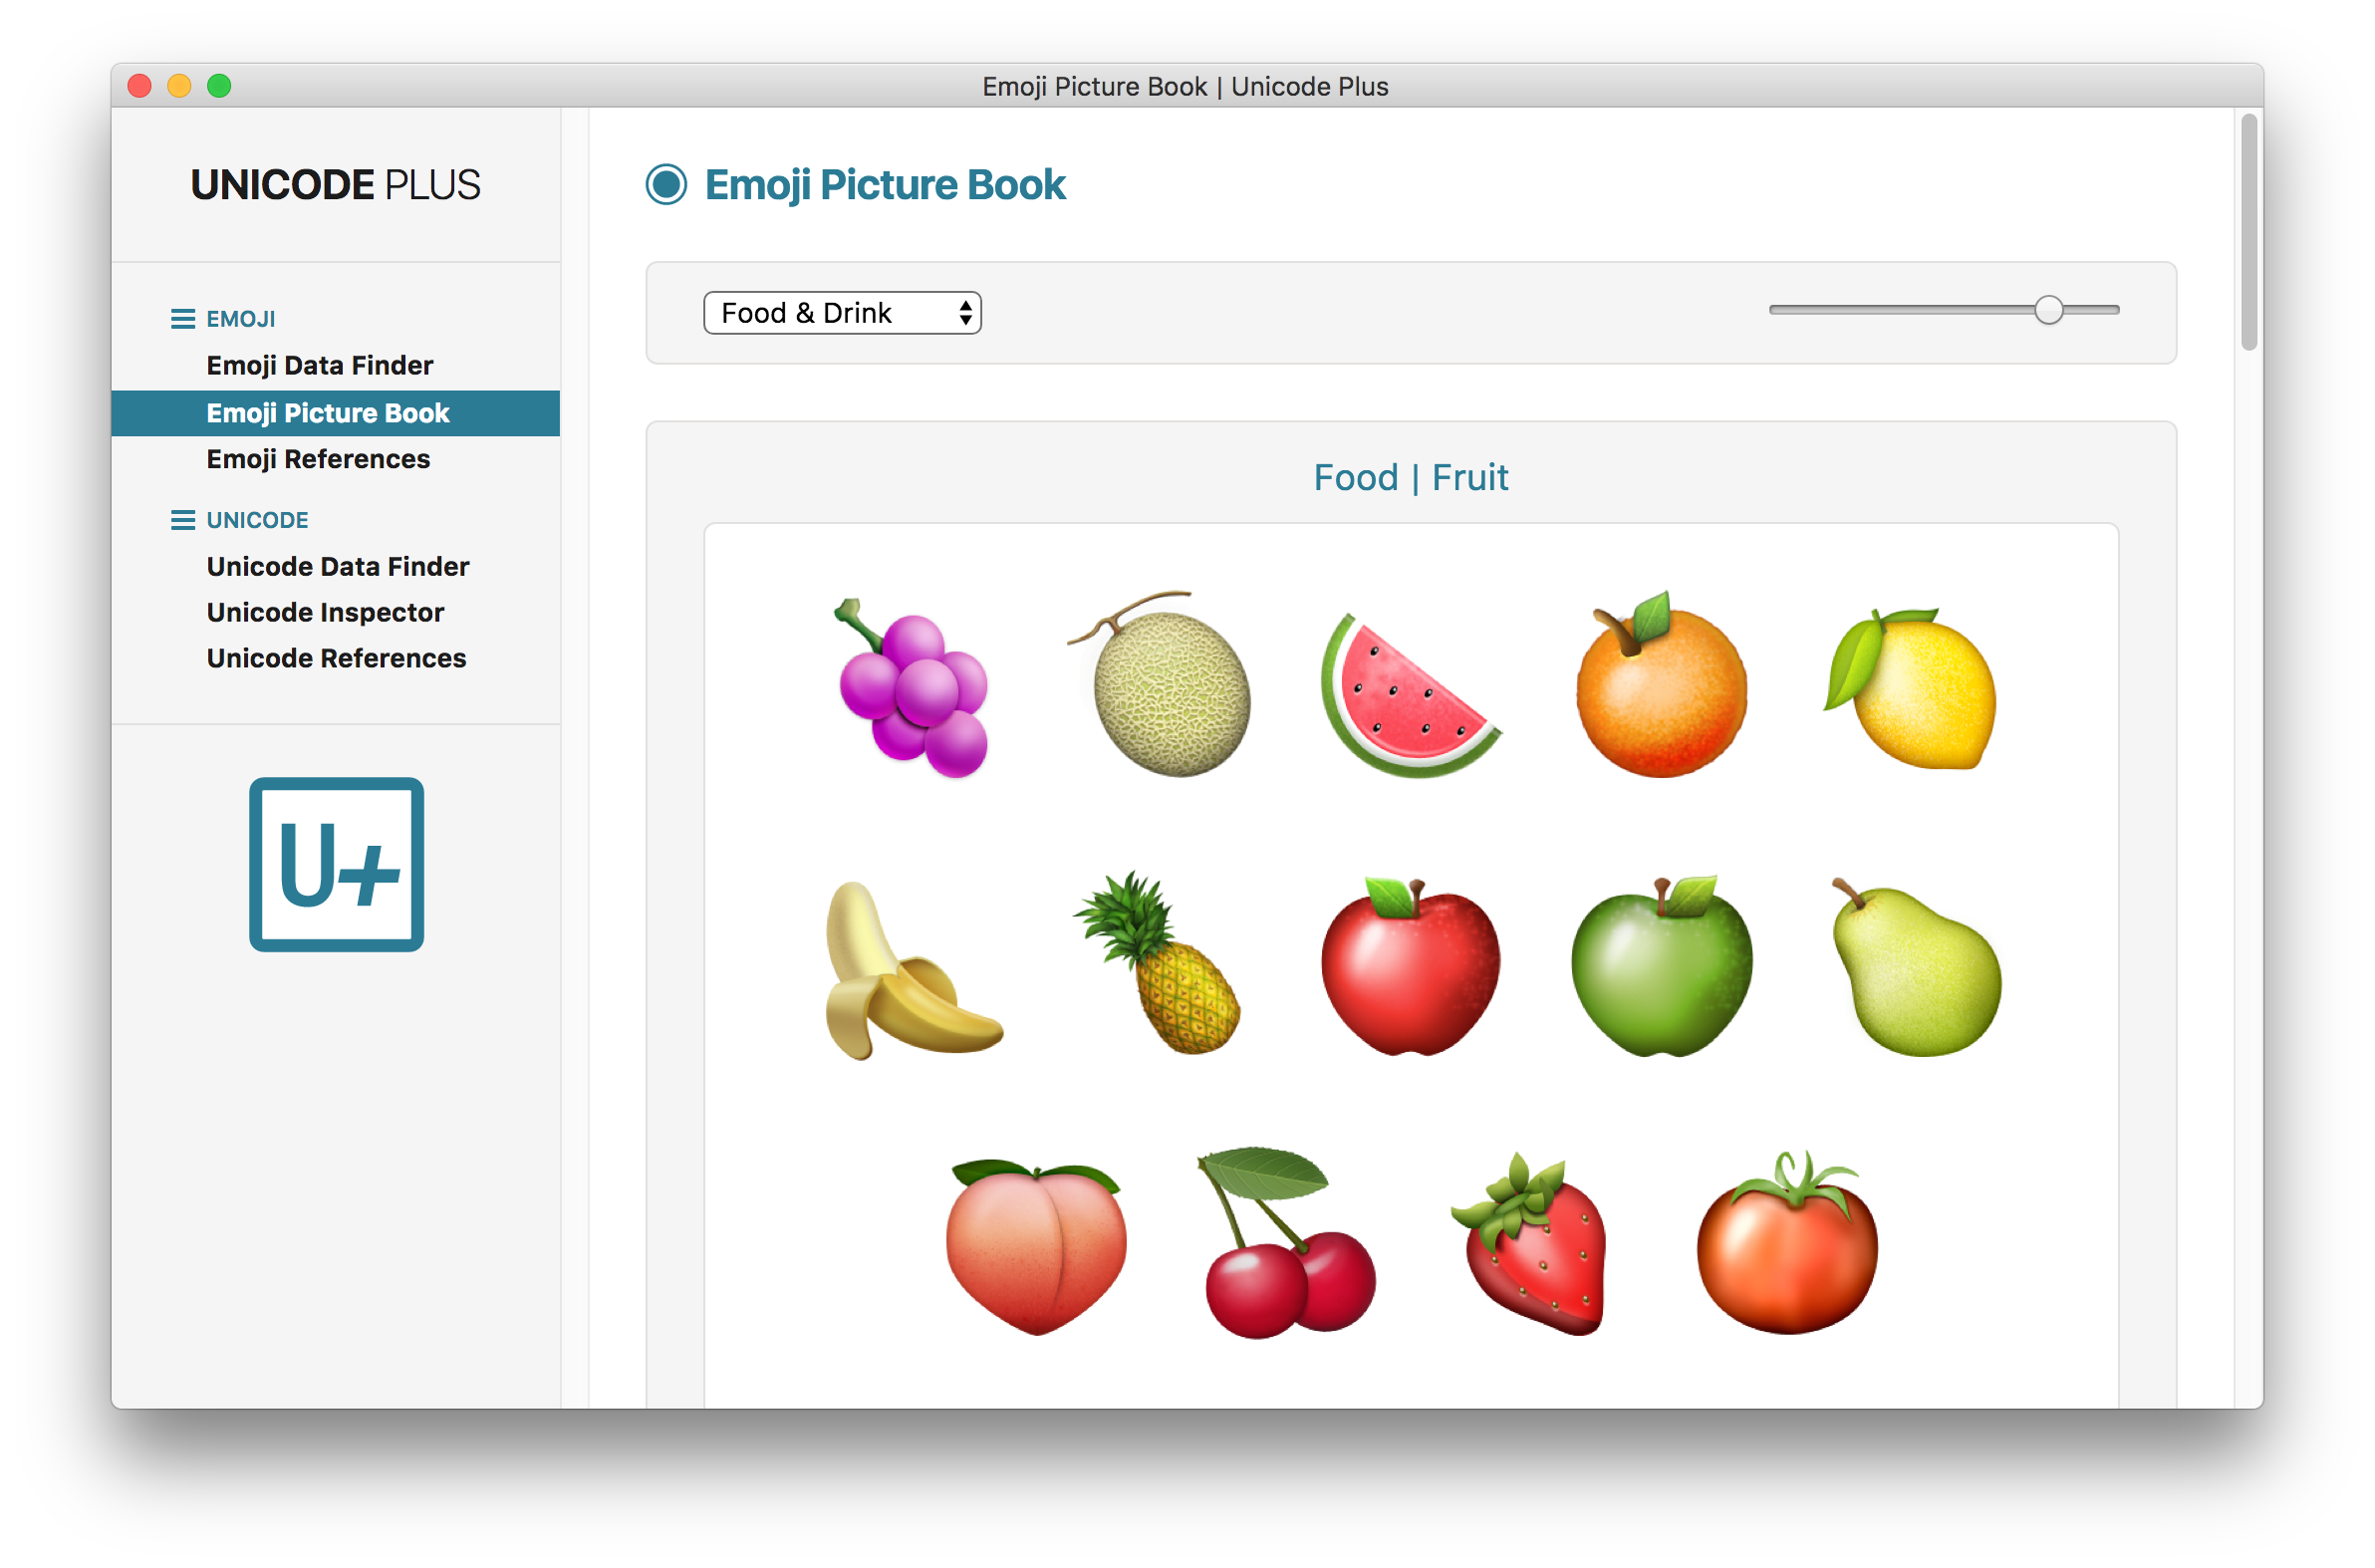 Emoji Picture Book | Unicode Plus
UNICODE PLUS
EMOJI
Emoji Data Finder
Emoji Picture Book
Emoji References
UNICODE
Unicode Data Finder
Unicode Inspector
Unicode References
U+
Emoji Picture Book
Food & Drink
Food | Fruit